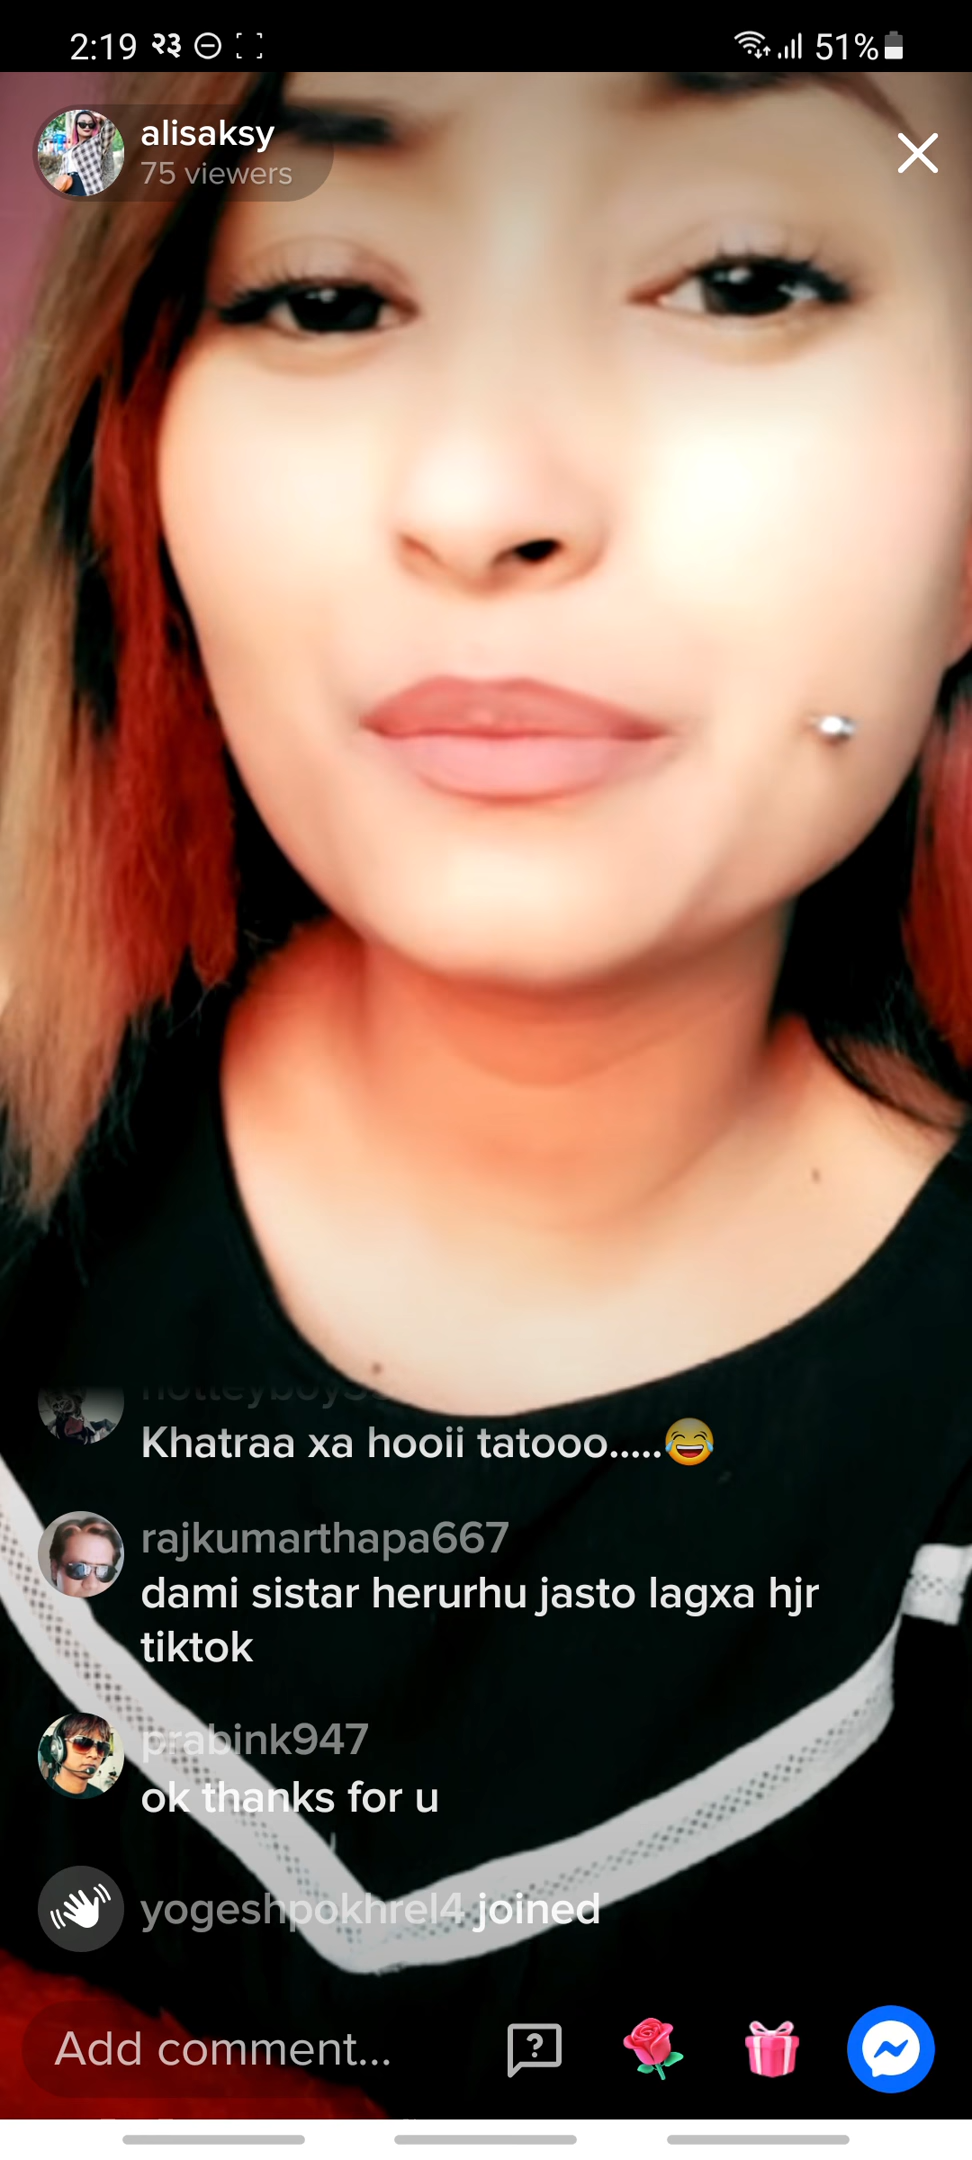 2:19 २३ 51%
alisaksy
75 viewers
Khatraa xa hooii tatooo.....😂
rajkumarthapa667
dami sistar herurhu jasto lagxa hjr
tiktok
prabink947
ok thanks for u
yogeshpokhrel4 joined
Add comment...